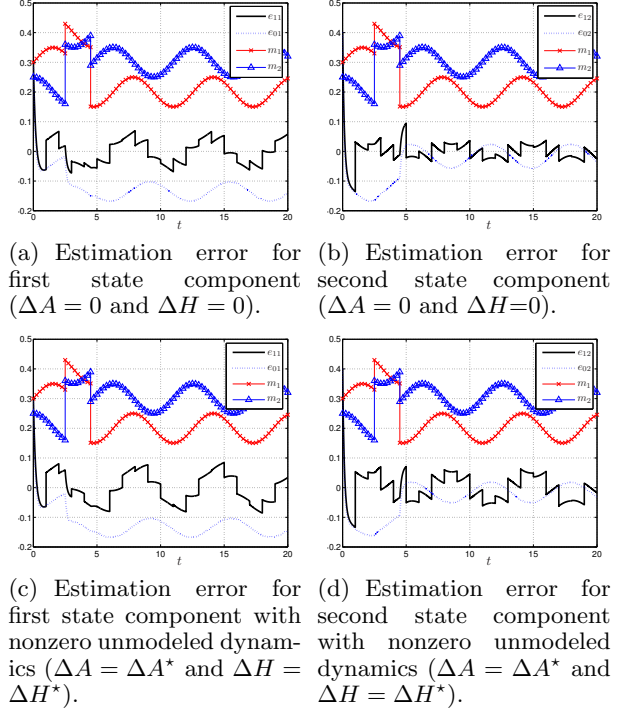 0.5
0.4
0.3
0.2
0.1
0
-0.1
-0.2
0
5
10
15
20
t
e11
e01
m1
m2
0.5
0.4
0.3
0.2
0.1
0
-0.1
-0.2
0
5
10
15
20
t
e12
e02
m1
m2
(a) Estimation error for
first state component
(ΔA = 0 and ΔH = 0).
(b) Estimation error for
second state component
(ΔA = 0 and ΔH=0).
0.5
0.4
0.3
0.2
0.1
0
-0.1
0.2
0
5
10
15
20
t
e11
e01
m1
m2
0.5
0.4
0.3
0.2
0.1
0
-0.1
0.2
0
5
10
15
20
t
e12
e02
m1
m2
(c) Estimation error for
first state component with
nonzero unmodeled dynam-
ics (ΔA = ΔA⋆ and ΔH =
ΔH⋆).
(d) Estimation error for
second state component
with nonzero unmodeled
dynamics (ΔA = ΔA⋆ and
ΔH = ΔH⋆).